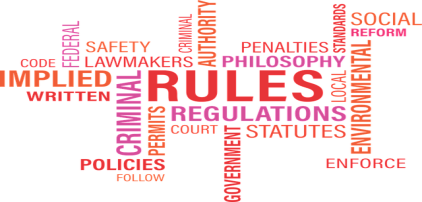 FEDERAL
CRIMINAL
AUTHORITY
STANDARDS
SOCIAL
REFORM
SAFETY
PENALTIES
CODE
LAWMAKERS
PHILOSOPHY
IMPLIED
WRITTEN
CRIMINAL
RULES
LOCAL
ENVIRONMENTAL
PERMITS
REGULATIONS
COURT
STATUTES
GOVERNMENT
POLICIES
FOLLOW
ENFORCE